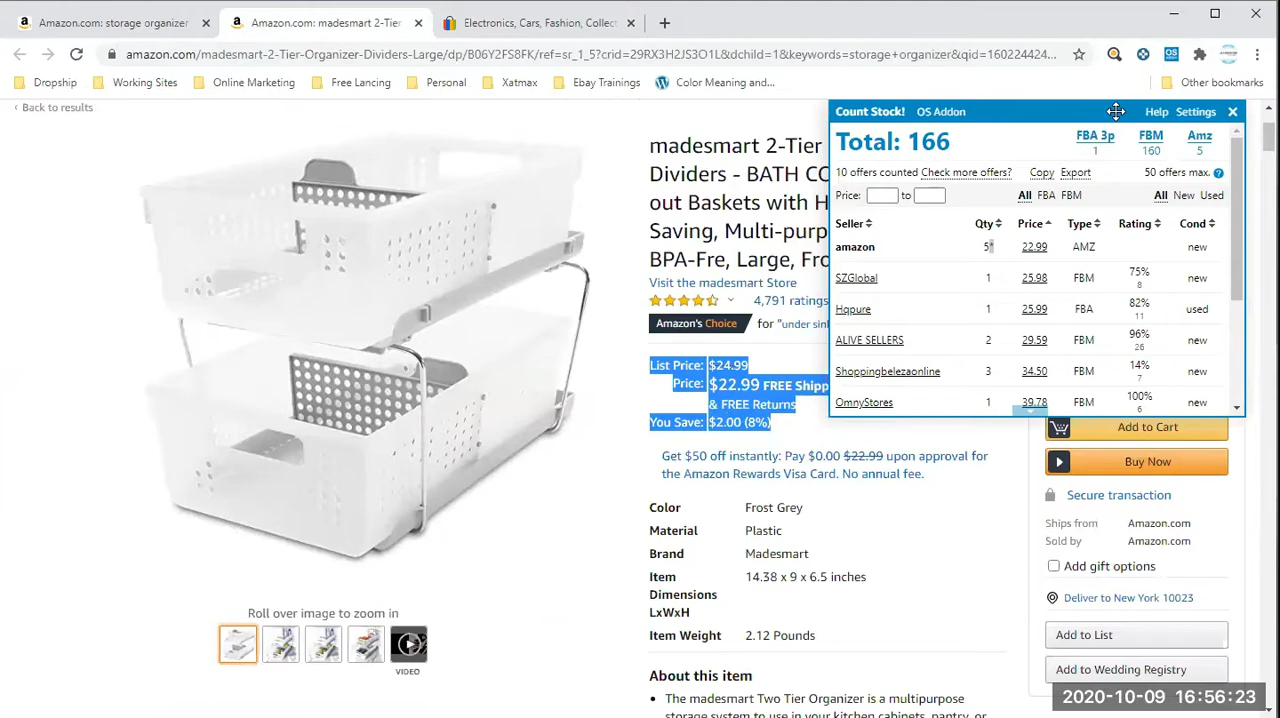 Amazon.com: storage organizer
Amazon.com: madesmart 2-Tier
Electronics, Cars, Fashion, Collect
amazon.com/madesmart-2-Tier-Organizer-Dividers-Large/dp/B06Y2FS8FK/ref=sr_1_5?crid=29RX3H2JS3O1L&dchild=1&keywords=storage+organizer&qid=160224424...
Dropship Working Sites Online Marketing Free Lancing Personal Xatmax Ebay Trainings Color Meaning and... Other bookmarks
‹ Back to results
madesmart 2-Tier
Dividers - BATH CO
out Baskets with H
Saving, Multi-purp
BPA-Fre, Large, Fro
Visit the madesmart Store
4,791 ratings
Amazon's Choice for "under sin
List Price: $24.99
Price: $22.99 FREE Shipp
& FREE Returns
You Save: $2.00 (8%)
Get $50 off instantly: Pay $0.00 $22.99 upon approval for
the Amazon Rewards Visa Card. No annual fee.
Color Frost Grey
Material Plastic
Brand Madesmart
Item 14.38 x 9 x 6.5 inches
Dimensions
LxWxH
Item Weight 2.12 Pounds
About this item
• The madesmart Two Tier Organizer is a multipurpose
storage system to use in your kitchen cabinets, pantry, or
Roll over image to zoom in
VIDEO
Count Stock! OS Addon Help Settings
Total: 166 FBA 3p FBM Amz
1 160 5
10 offers counted Check more offers? Copy Export 50 offers max. ?
Price: to All FBA FBM All New Used
Seller Qty Price Type Rating Cond
amazon 5* 22.99 AMZ new
SZGlobal 1 25.98 FBM 75% 8 new
Hqpure 1 25.99 FBA 82% 11 used
ALIVE SELLERS 2 29.59 FBM 96% 26 new
Shoppingbelezaonline 3 34.50 FBM 14% 7 new
OmnyStores 1 39.78 FBM 100% 6 new
Add to Cart
Buy Now
Secure transaction
Ships from Amazon.com
Sold by Amazon.com
Add gift options
Deliver to New York 10023
Add to List
Add to Wedding Registry
2020-10-09 16:56:23